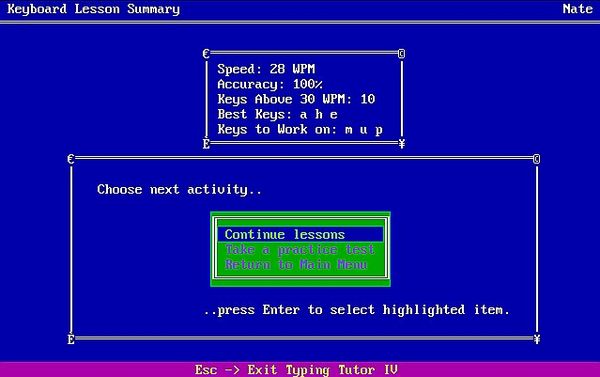 Keyboard Lesson Summary Nate
Speed: 28 WPM
Accuracy: 100%
Keys Above 30 WPM: 10
Best Keys: a h e
Keys to Work on: m u p
Choose next activity..
Continue lessons
Take a practice test
Return to Main Menu
..press Enter to select highlighted item.
Esc -> Exit Typing Tutor IV